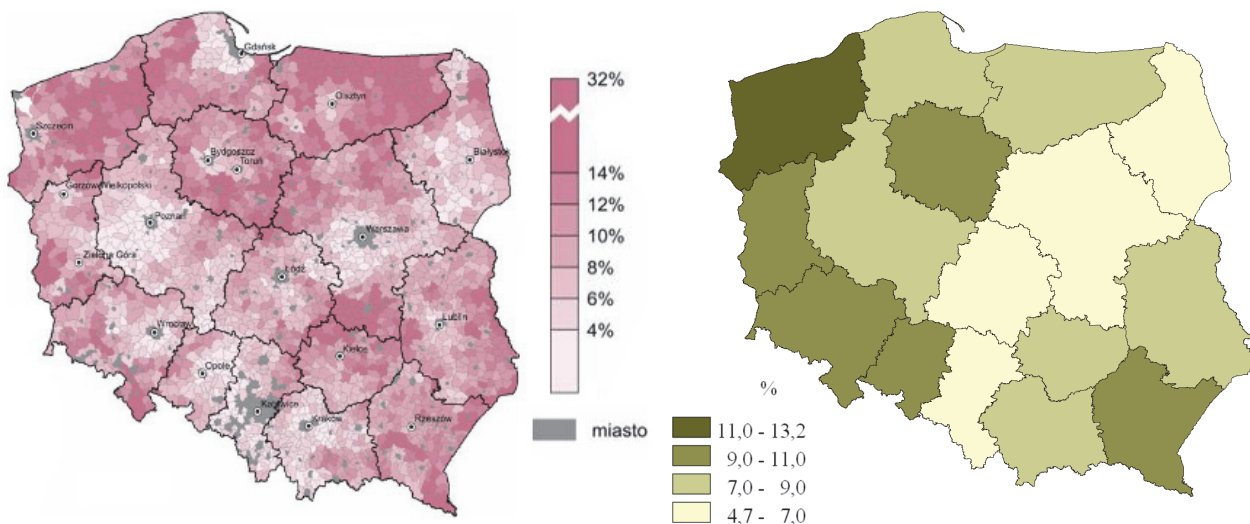 Gdańsk
Olsztyn
Szczecin
Bydgoszcz
Toruń
Białystok
Gorzów Wielkopolski
Poznań
Warszawa
Zielona Góra
Łódź
Wrocław
Lublin
Kielce
Opole
Katowice
Kraków
Rzeszów
32%
14%
12%
10%
8%
6%
4%
miasto
%
11,0 - 13,2
9,0 - 11,0
7,0 - 9,0
4,7 - 7,0